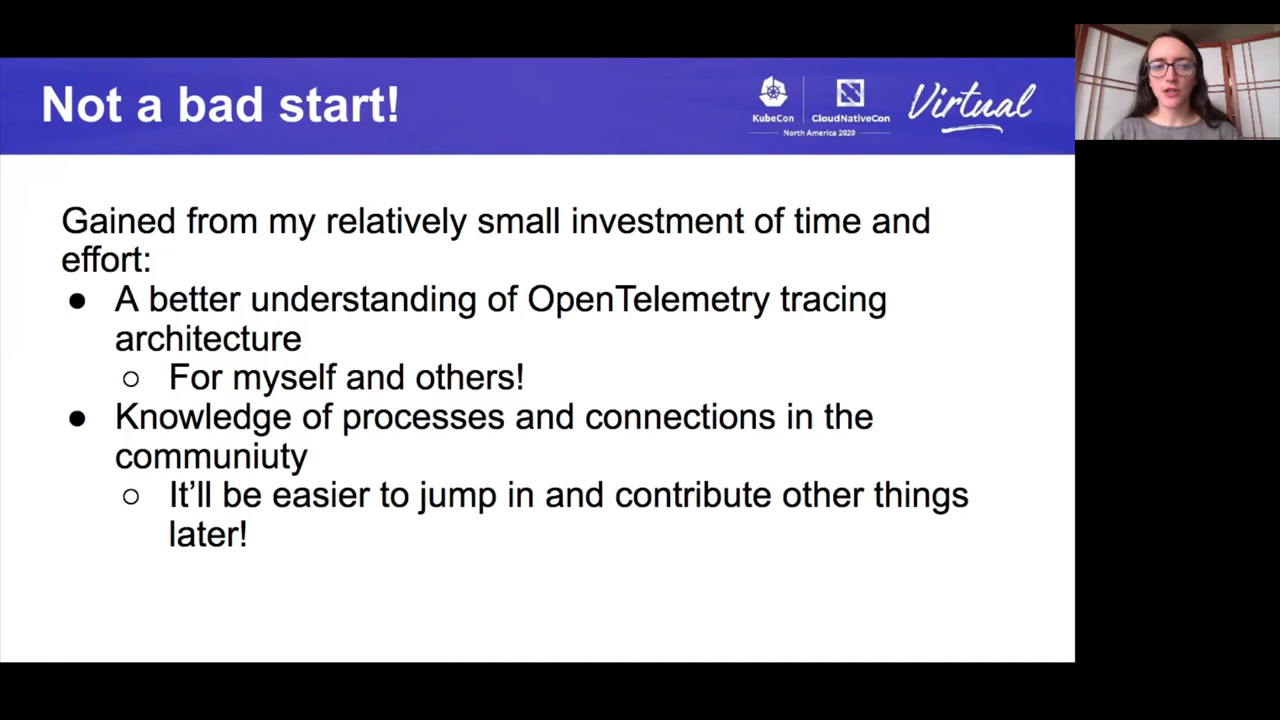 Not a bad start!
KubeCon
CloudNativeCon
North America 2020
Virtual
Gained from my relatively small investment of time and
effort:
● A better understanding of OpenTelemetry tracing
architecture
○ For myself and others!
● Knowledge of processes and connections in the
communiuty
○ It’ll be easier to jump in and contribute other things
later!